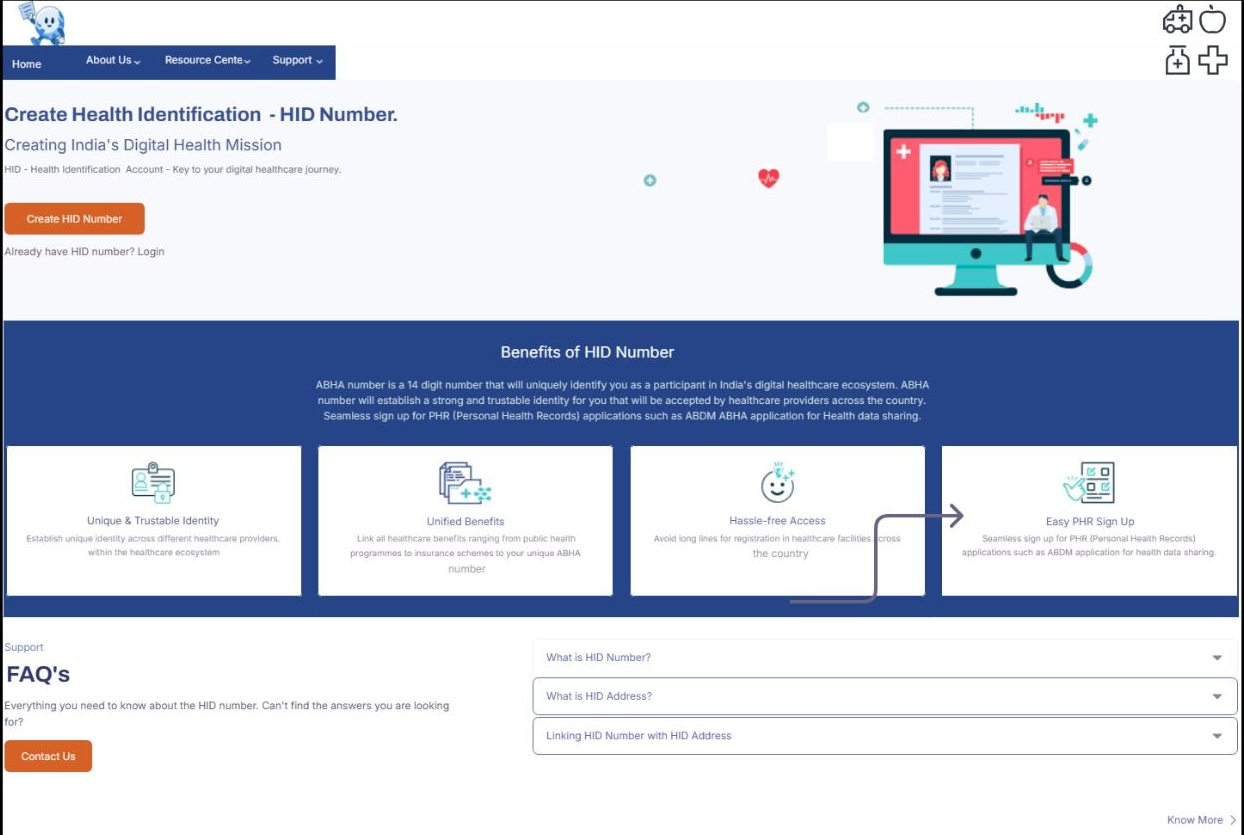 Home
About Us
Resource Cente
Support
Create Health Identification - HID Number.
Creating India's Digital Health Mission
HID - Health Identification Account - Key to your digital healthcare journey.
Create HID Number
Already have HID number? Login
Benefits of HID Number
ABHA number is a 14 digit number that will uniquely identify you as a participant in India's digital healthcare ecosystem. ABHA
number will establish a strong and trustable identity for you that will be accepted by healthcare providers across the country.
Seamless sign up for PHR (Personal Health Records) applications such as ABDM ABHA application for Health data sharing.
Unique & Trustable Identity
Establish unique identity across different healthcare providers.
within the healthcare ecosystem
Unified Benefits
Link all healthcare benefits ranging from public health
programmes to insurance schemes to your unique ABHA
number
Hassle-free Access
Avoid long lines for registration in healthcare facilities across
the country
Easy PHR Sign Up
Seamless sign up for PHR (Personal Health Records)
applications such as ABDM application for health data sharing.
Support
FAQ's
Everything you need to know about the HID number. Can't find the answers you are looking
for?
Contact Us
What is HID Number?
What is HID Address?
Linking HID Number with HID Address
Know More